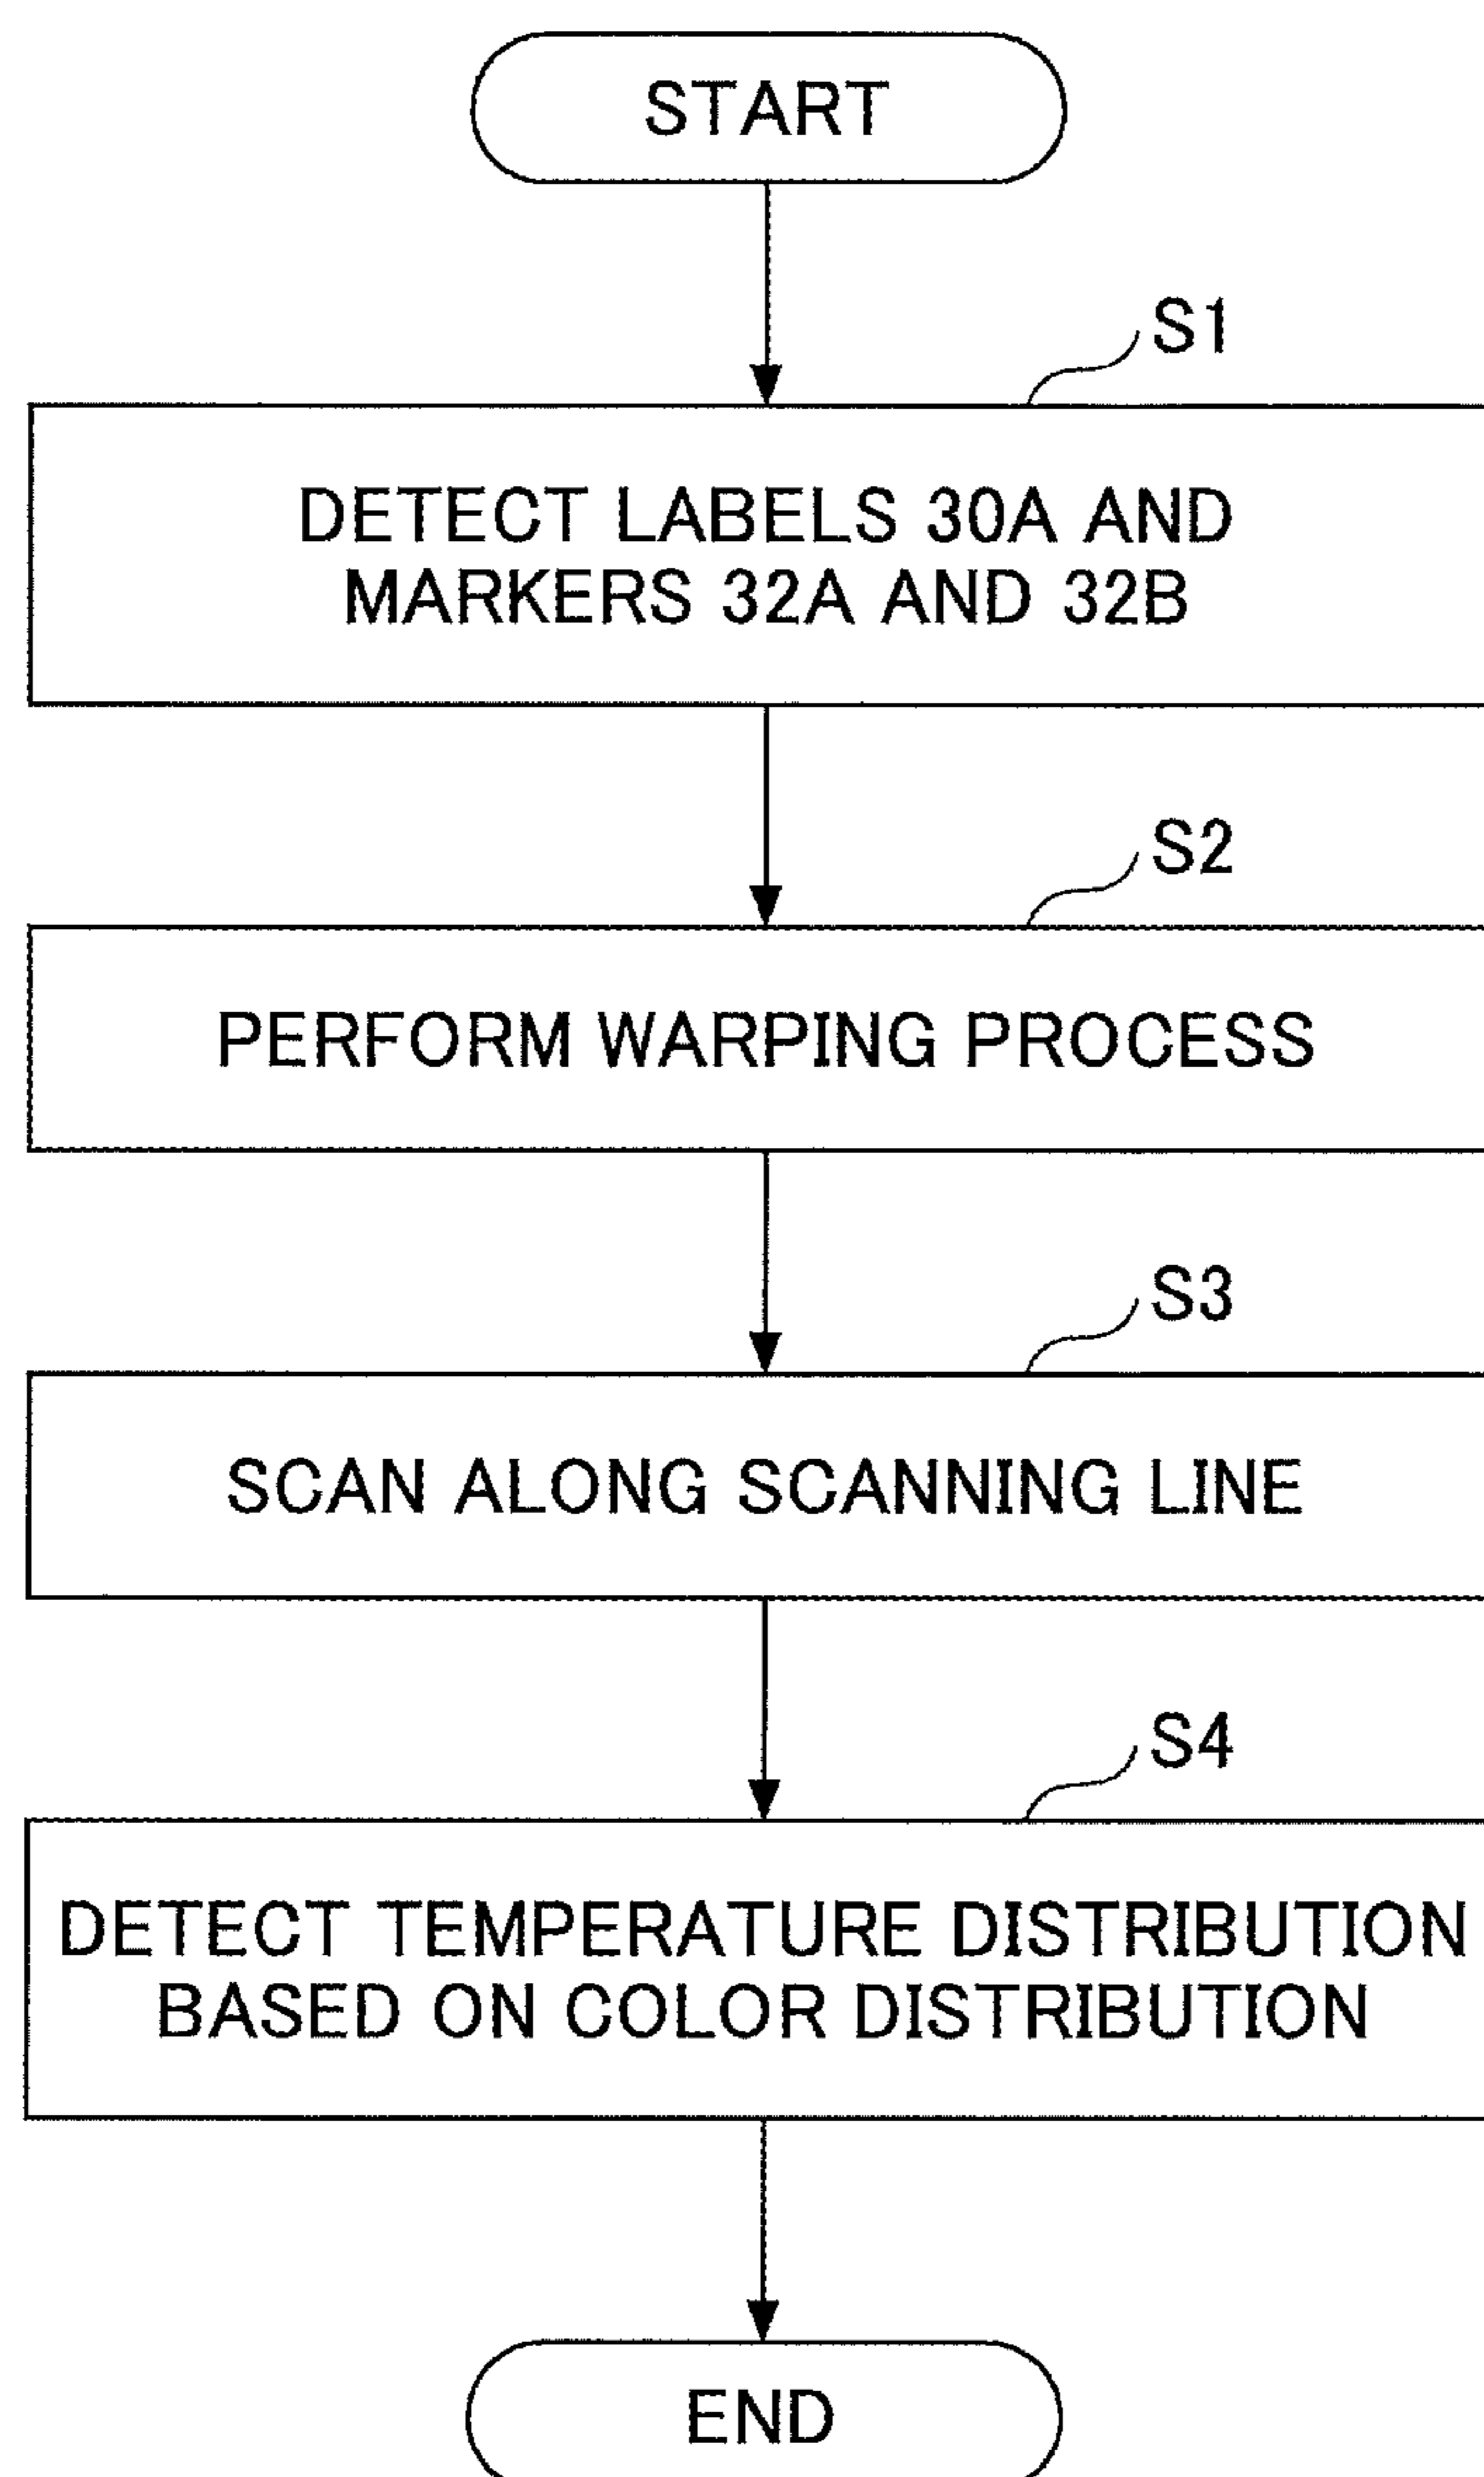 START
S1
DETECT LABELS 30A AND
MARKERS 32A AND 32B
S2
PERFORM WARPING PROCESS
S3
SCAN ALONG SCANNING LINE
S4
DETECT TEMPERATURE DISTRIBUTION
BASED ON COLOR DISTRIBUTION
END